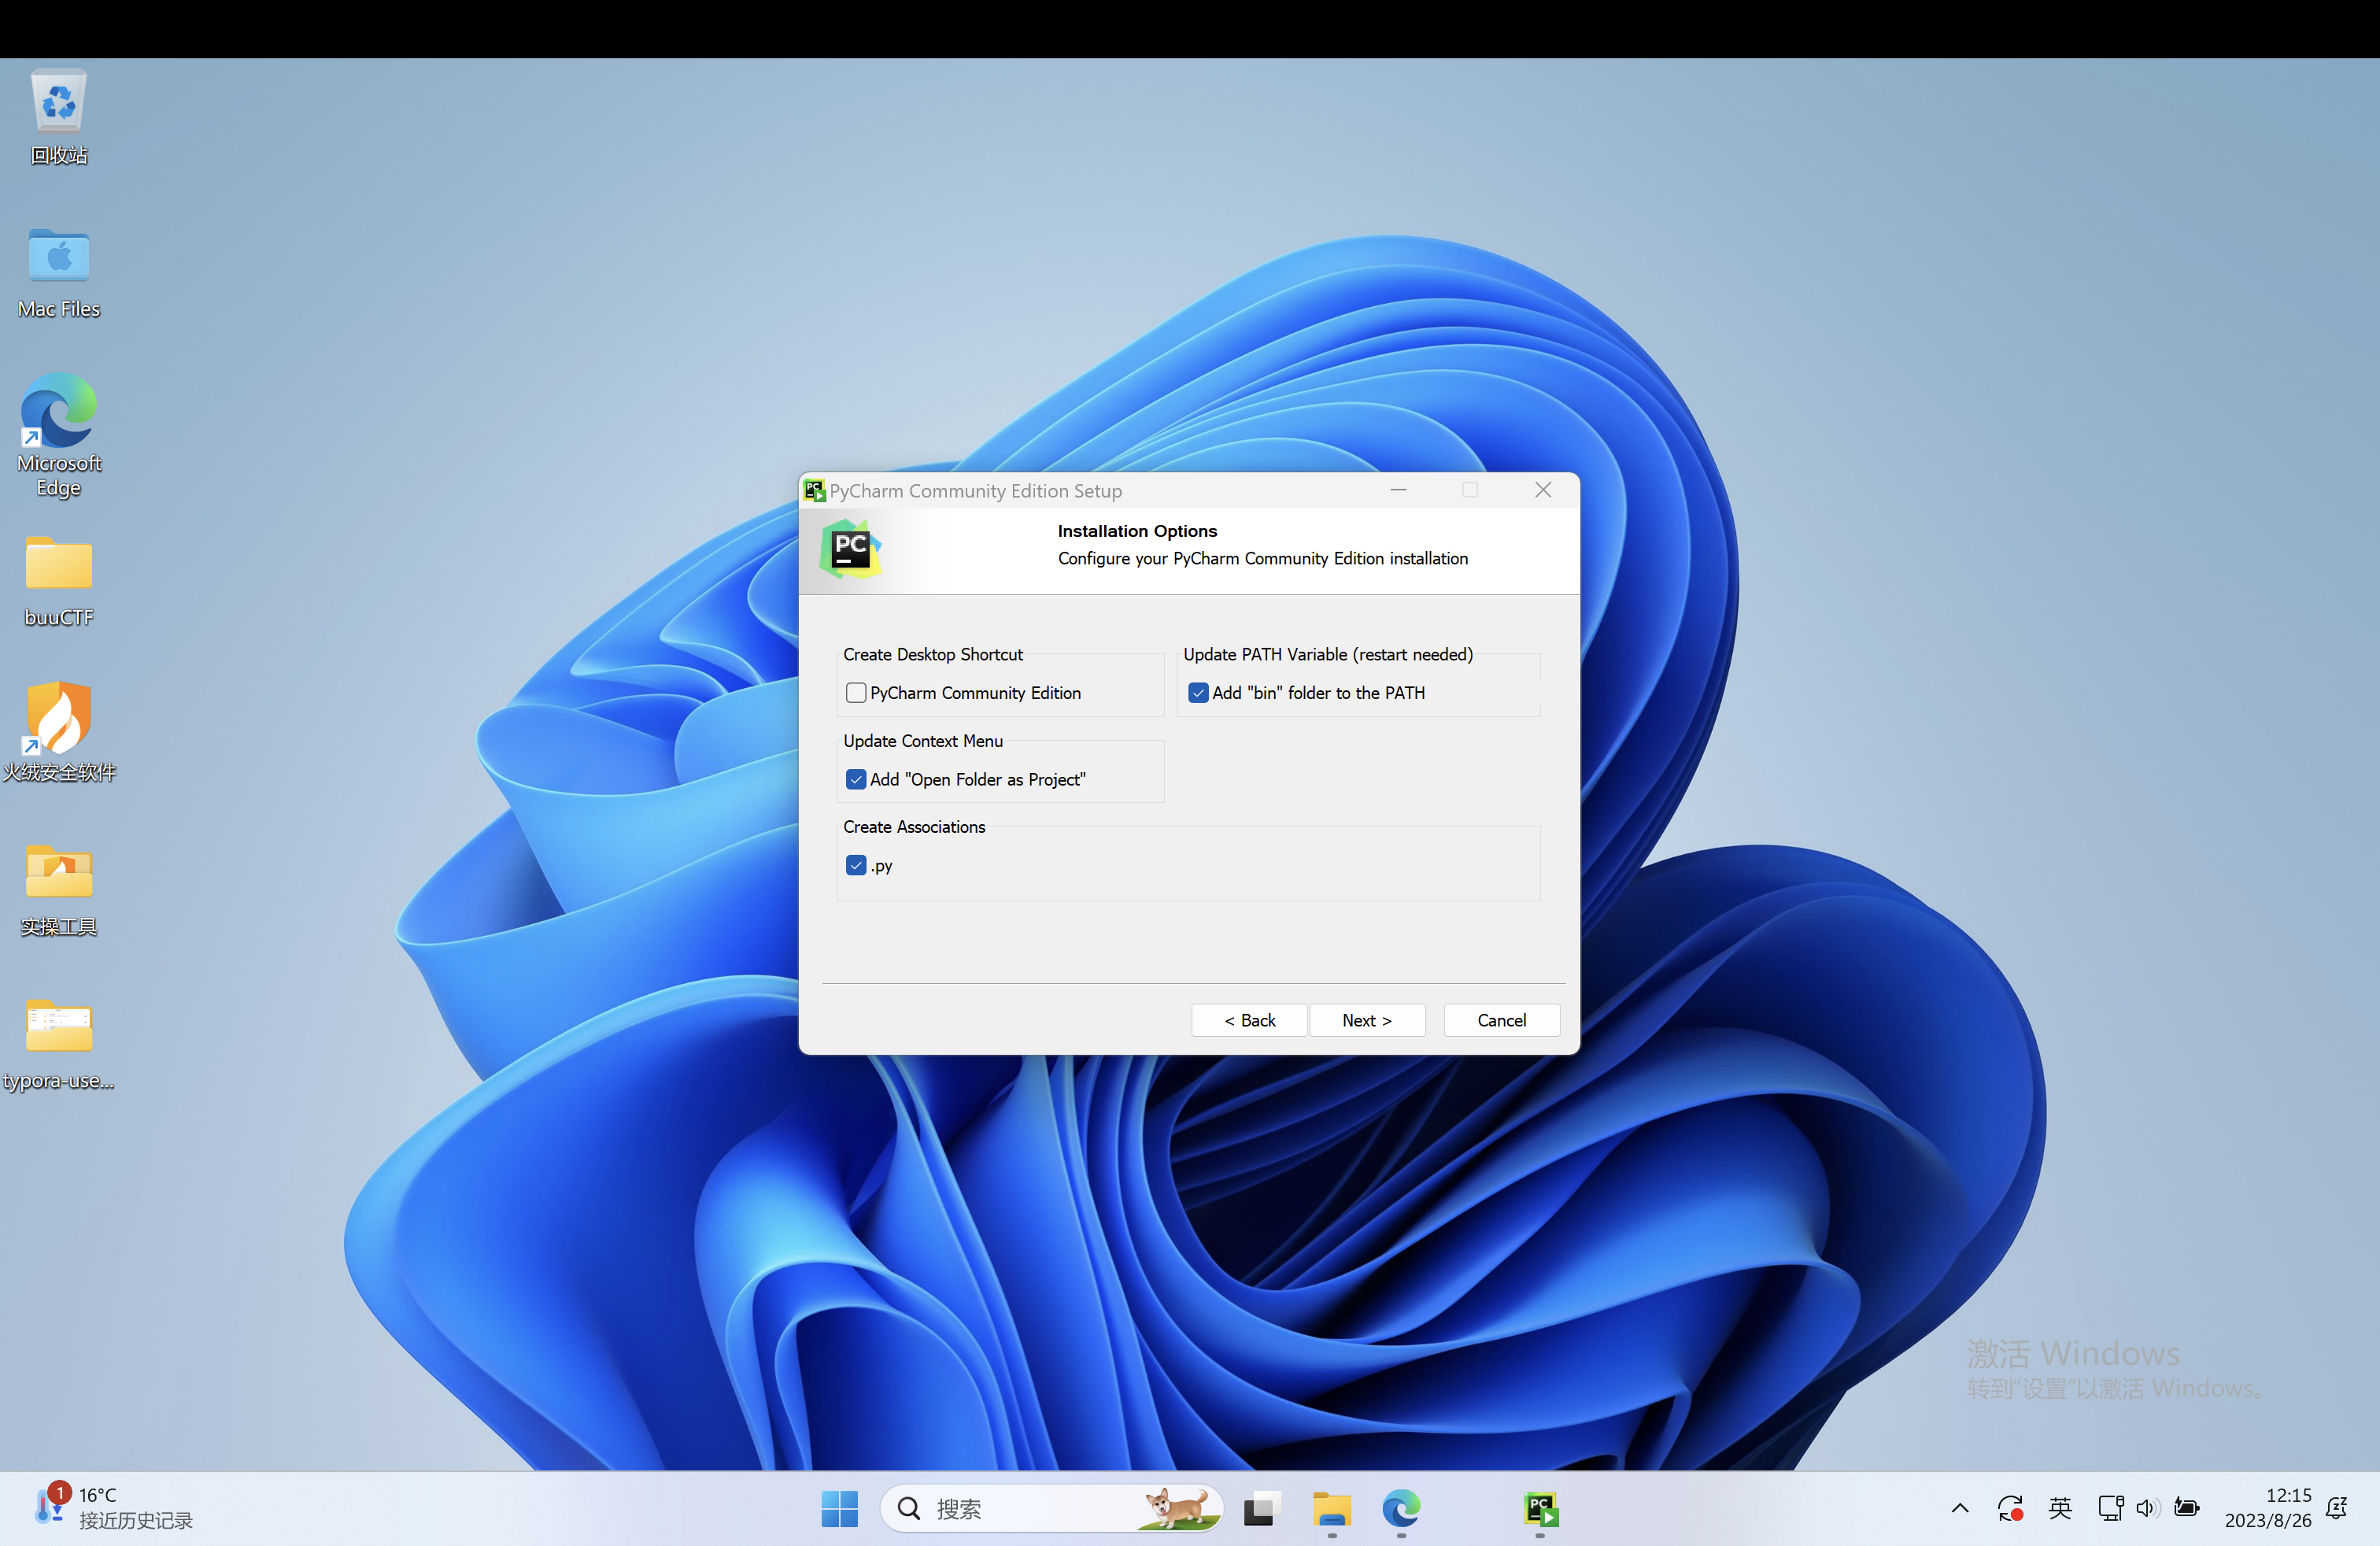 回收站
Mac Files
Microsoft
Edge
buuCTF
火绒安全软件
实操工具
typora-use...
PyCharm Community Edition Setup
PC
Installation Options
Configure your PyCharm Community Edition installation
Create Desktop Shortcut
PyCharm Community Edition
Update PATH Variable (restart needed)
Add "bin" folder to the PATH
Update Context Menu
Add "Open Folder as Project"
Create Associations
.py
< Back
Next >
Cancel
激活 Windows
转到"设置"以激活 Windows。
1
16°C
接近历史记录
搜索
PC
英
12:15
2023/8/26